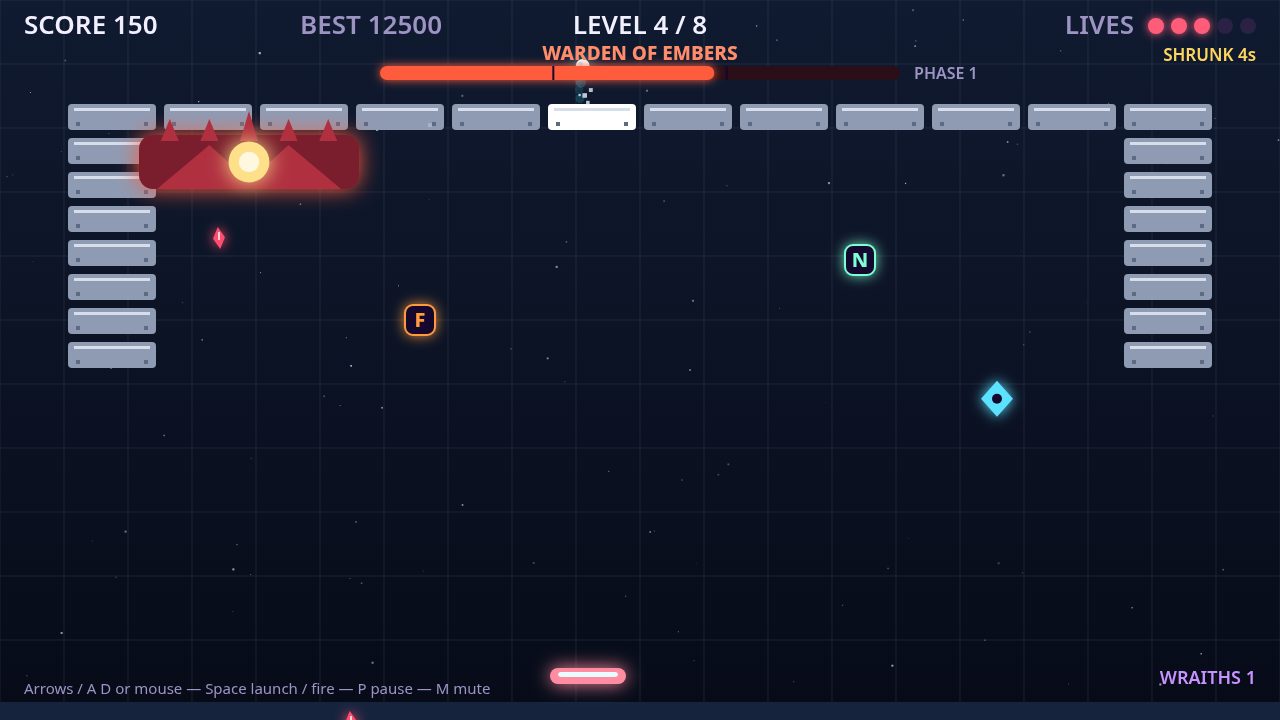 SCORE 150
BEST 12500
LEVEL 4 / 8
LIVES
WARDEN OF EMBERS
SHRUNK 4s
PHASE 1
N
F
Arrows / A D or mouse — Space launch / fire — P pause — M mute
WRAITHS 1